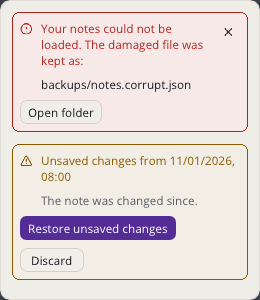 Your notes could not be
loaded. The damaged file was
kept as:
backups/notes.corrupt.json
Open folder
Unsaved changes from 11/01/2026,
08:00
The note was changed since.
Restore unsaved changes
Discard